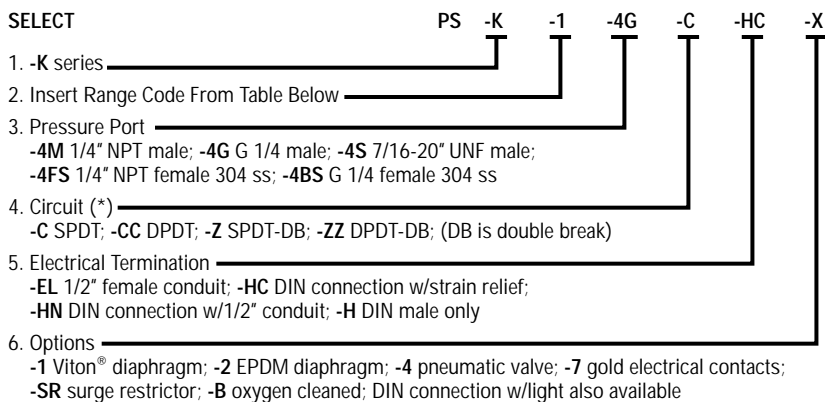 SELECT PS -K -1 -4G -C -HC -X
1. -K series
2. Insert Range Code From Table Below
3. Pressure Port
-4M 1/4" NPT male; -4G G 1/4 male; -4S 7/16-20" UNF male;
-4FS 1/4" NPT female 304 ss; -4BS G 1/4 female 304 ss
4. Circuit (*)
-C SPDT; -CC DPDT; -Z SPDT-DB; -ZZ DPDT-DB; (DB is double break)
5. Electrical Termination
-EL 1/2" female conduit; -HC DIN connection w/strain relief;
-HN DIN connection w/1/2" conduit; -H DIN male only
6. Options
-1 Viton® diaphragm; -2 EPDM diaphragm; -4 pneumatic valve; -7 gold electrical contacts;
-SR surge restrictor; -B oxygen cleaned; DIN connection w/light also available